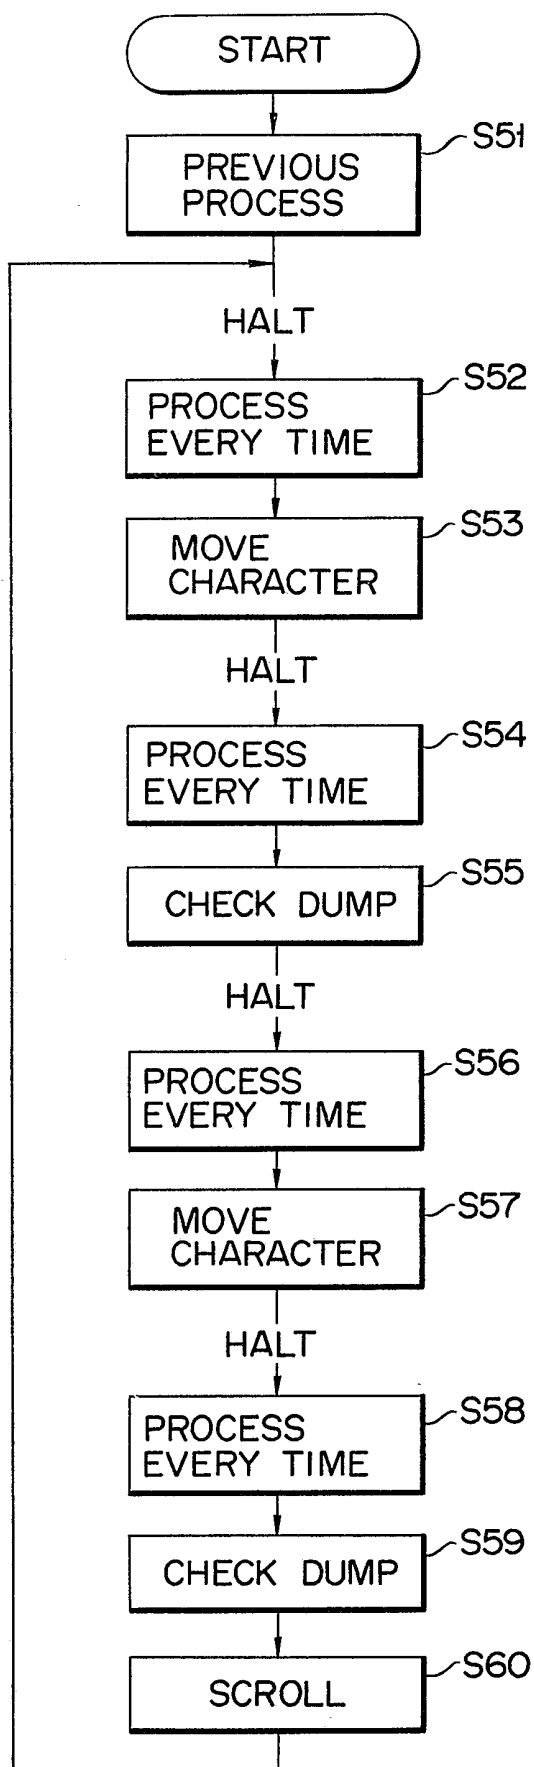 START
S51
PREVIOUS
PROCESS
HALT
S52
PROCESS
EVERY TIME
S53
MOVE
CHARACTER
HALT
S54
PROCESS
EVERY TIME
S55
CHECK DUMP
HALT
S56
PROCESS
EVERY TIME
S57
MOVE
CHARACTER
HALT
S58
PROCESS
EVERY TIME
S59
CHECK DUMP
S60
SCROLL